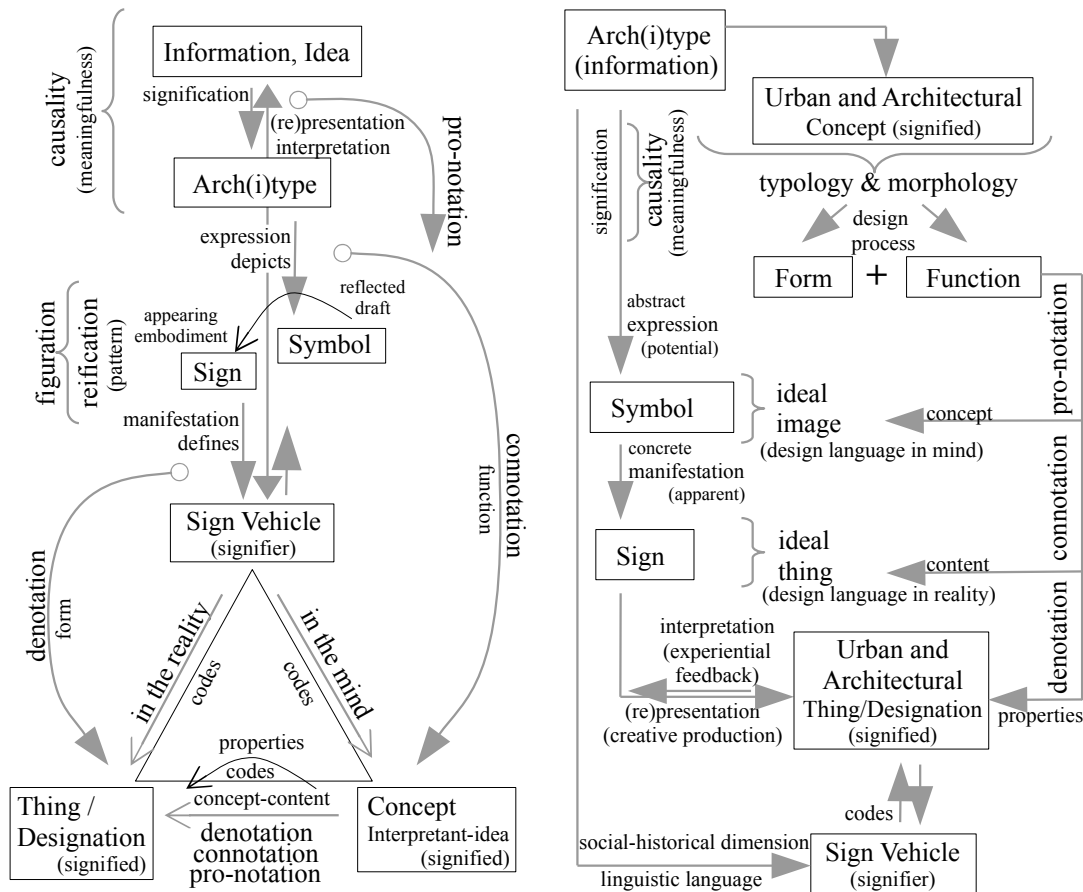 Information, Idea
causality
(meaningfulness)
signification
(re)presentation
interpretation
pro-notation
Arch(i)type
expression
depicts
reflected
draft
appearing
embodiment
Symbol
Sign
figuration
reification
(pattern)
manifestation
defines
connotation
function
Sign Vehicle
(signifier)
denotation
form
in the reality
codes
in the mind
codes
properties
codes
concept-content
Thing /
Designation
(signified)
denotation
connotation
pro-notation
Concept
Interpretant-idea
(signified)
Arch(i)type
(information)
Urban and Architectural
Concept (signified)
signification
causality
(meaningfulness)
typology & morphology
design
process
Form
+
Function
abstract
expression
(potential)
pro-notation
Symbol
ideal
image
(design language in mind)
concept
concrete
manifestation
(apparent)
connotation
Sign
ideal
thing
(design language in reality)
content
interpretation
(experiential
feedback)
(re)presentation
(creative production)
Urban and
Architectural
Thing/Designation
(signified)
denotation
properties
codes
social-historical dimension
linguistic language
Sign Vehicle
(signifier)